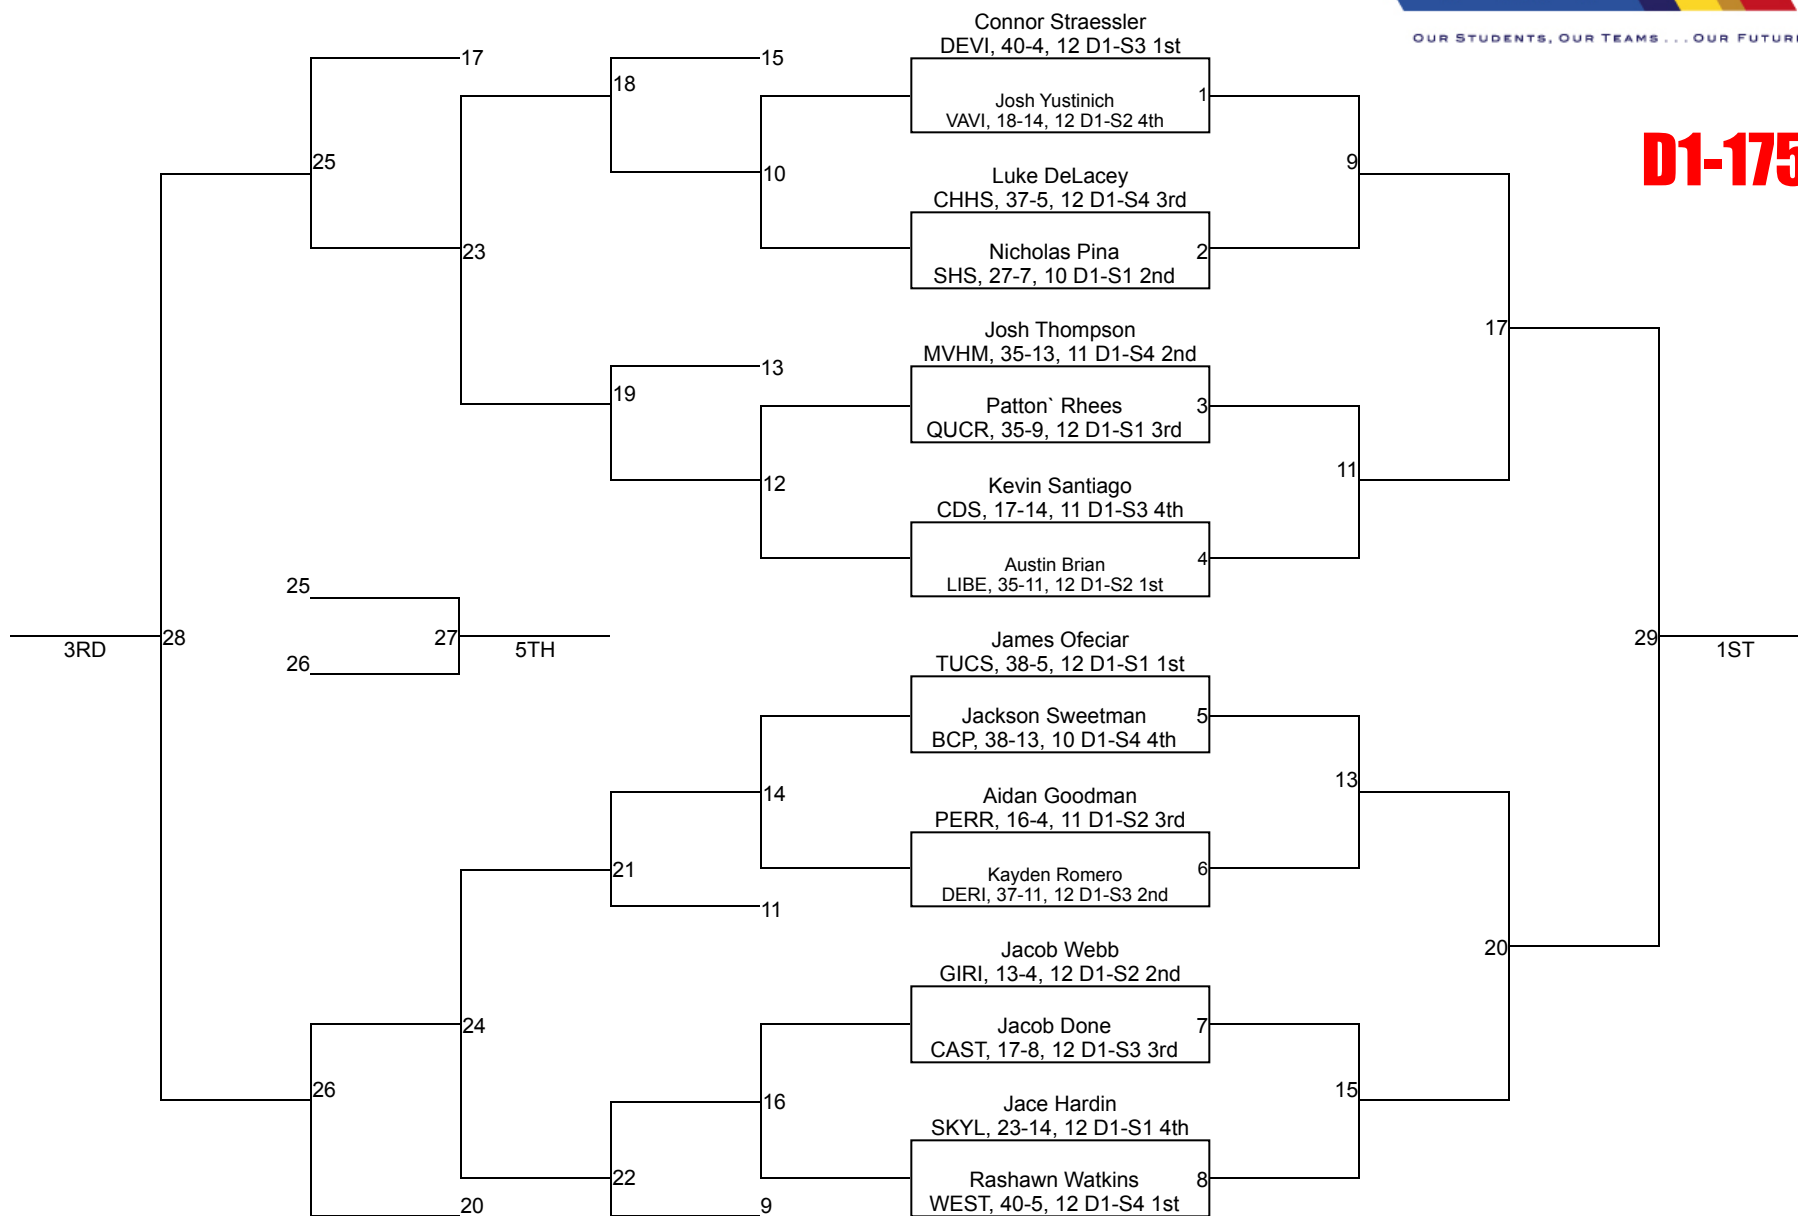 OUR STUDENTS, OUR TEAMS ... OUR FUTURE
D1-175
Connor Straessler
DEVI, 40-4, 12 D1-S3 1st
17
15
18
Josh Yustinich
VAVI, 18-14, 12 D1-S2 4th
1
25
10
9
Luke DeLacey
CHHS, 37-5, 12 D1-S4 3rd
23
Nicholas Pina
SHS, 27-7, 10 D1-S1 2nd
2
17
Josh Thompson
MVHM, 35-13, 11 D1-S4 2nd
13
19
Patton` Rhees
QUCR, 35-9, 12 D1-S1 3rd
3
12
11
Kevin Santiago
CDS, 17-14, 11 D1-S3 4th
Austin Brian
LIBE, 35-11, 12 D1-S2 1st
4
25
3RD
28
27
5TH
26
James Ofeciar
TUCS, 38-5, 12 D1-S1 1st
29
1ST
Jackson Sweetman
BCP, 38-13, 10 D1-S4 4th
5
14
13
Aidan Goodman
PERR, 16-4, 11 D1-S2 3rd
21
Kayden Romero
DERI, 37-11, 12 D1-S3 2nd
6
11
20
Jacob Webb
GIRI, 13-4, 12 D1-S2 2nd
24
Jacob Done
CAST, 17-8, 12 D1-S3 3rd
7
26
16
15
Jace Hardin
SKYL, 23-14, 12 D1-S1 4th
22
Rashawn Watkins
WEST, 40-5, 12 D1-S4 1st
8
20
9